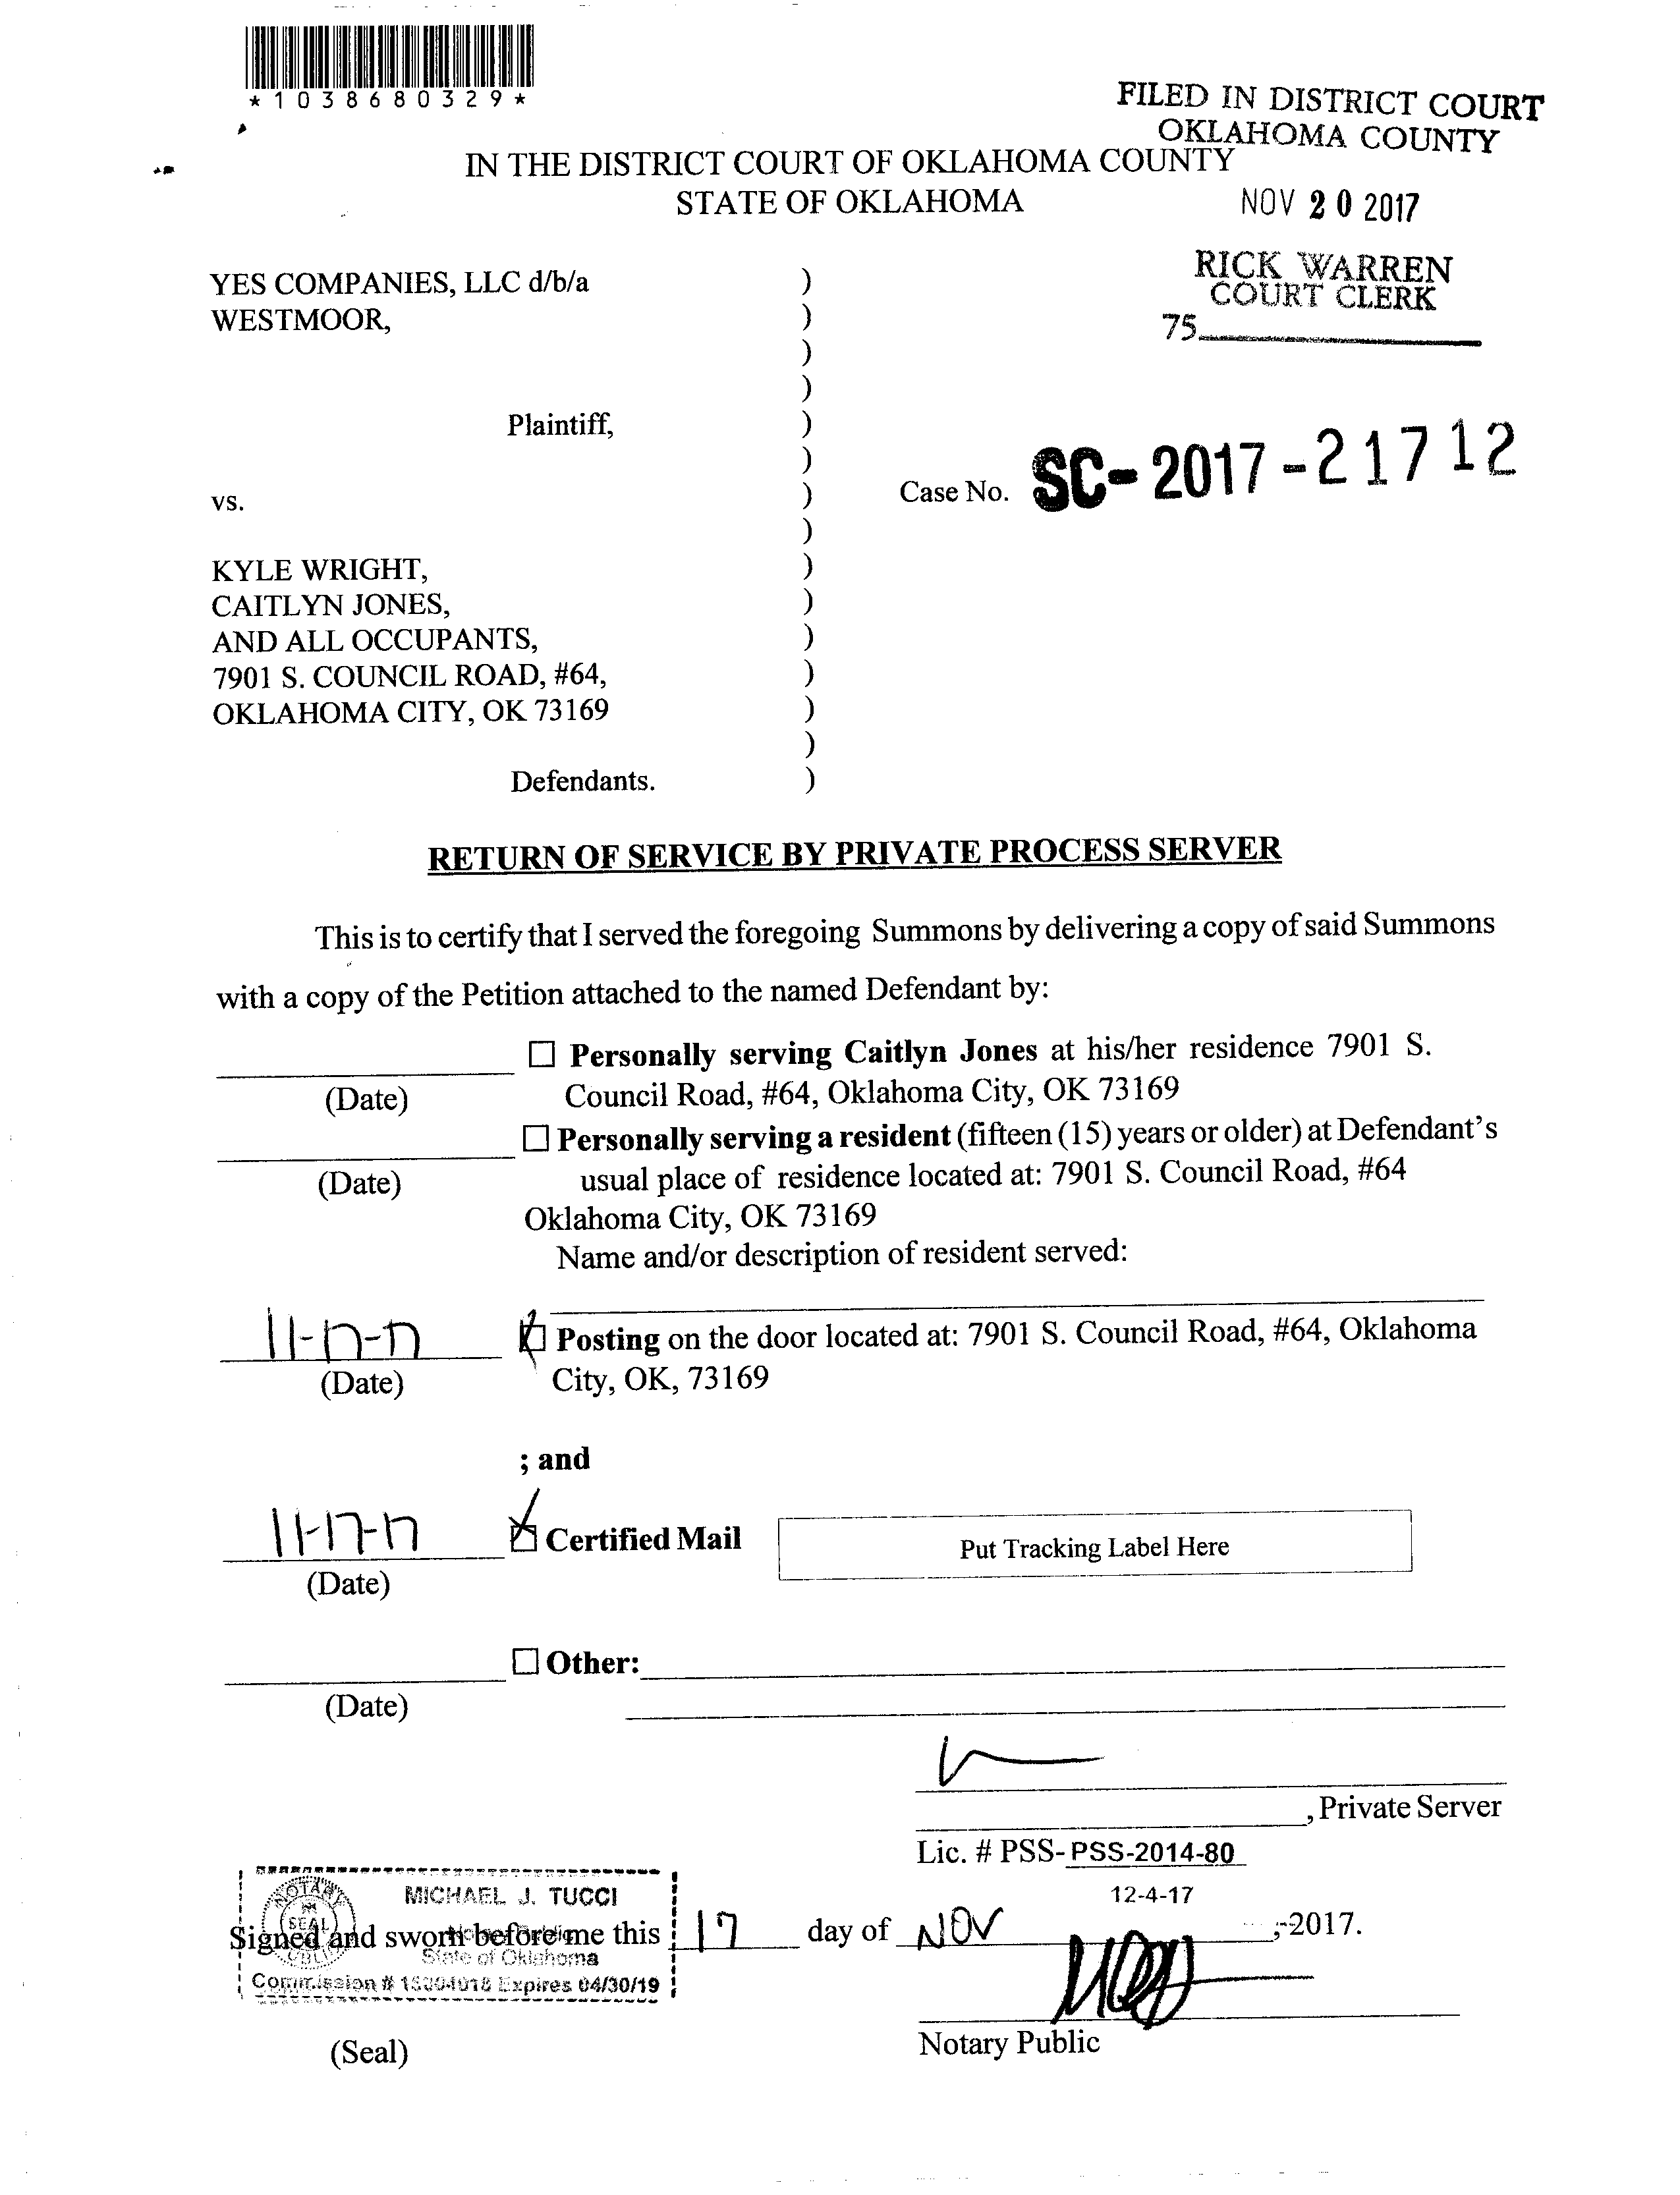 *1038680329*
FILED IN DISTRICT COURT
OKLAHOMA COUNTY
IN THE DISTRICT COURT OF OKLAHOMA COUNTY
STATE OF OKLAHOMA
NOV 20 2017
RICK WARREN
COURT CLERK
75
YES COMPANIES, LLC d/b/a )
WESTMOOR, )
)
)
Plaintiff, )
)
vs. ) Case No. SC-2017-21712
)
KYLE WRIGHT, )
CAITLYN JONES, )
AND ALL OCCUPANTS, )
7901 S. COUNCIL ROAD, #64, )
OKLAHOMA CITY, OK 73169 )
)
Defendants. )
RETURN OF SERVICE BY PRIVATE PROCESS SERVER
This is to certify that I served the foregoing Summons by delivering a copy of said Summons
with a copy of the Petition attached to the named Defendant by:
☐ Personally serving Caitlyn Jones at his/her residence 7901 S.
(Date) Council Road, #64, Oklahoma City, OK 73169
☐ Personally serving a resident (fifteen (15) years or older) at Defendant's
(Date) usual place of residence located at: 7901 S. Council Road, #64
Oklahoma City, OK 73169
Name and/or description of resident served:
11-17-17 ☒ Posting on the door located at: 7901 S. Council Road, #64, Oklahoma
(Date) City, OK, 73169
; and
11-17-17 ☒ Certified Mail Put Tracking Label Here
(Date)
☐ Other:
(Date)
, Private Server
Lic. # PSS- PSS-2014-80
12-4-17
MICHAEL J. TUCCI
Signed and sworn before me this 17 day of NOV , 2017.
State of Oklahoma
Commission # Expires 04/30/19
Notary Public
(Seal)